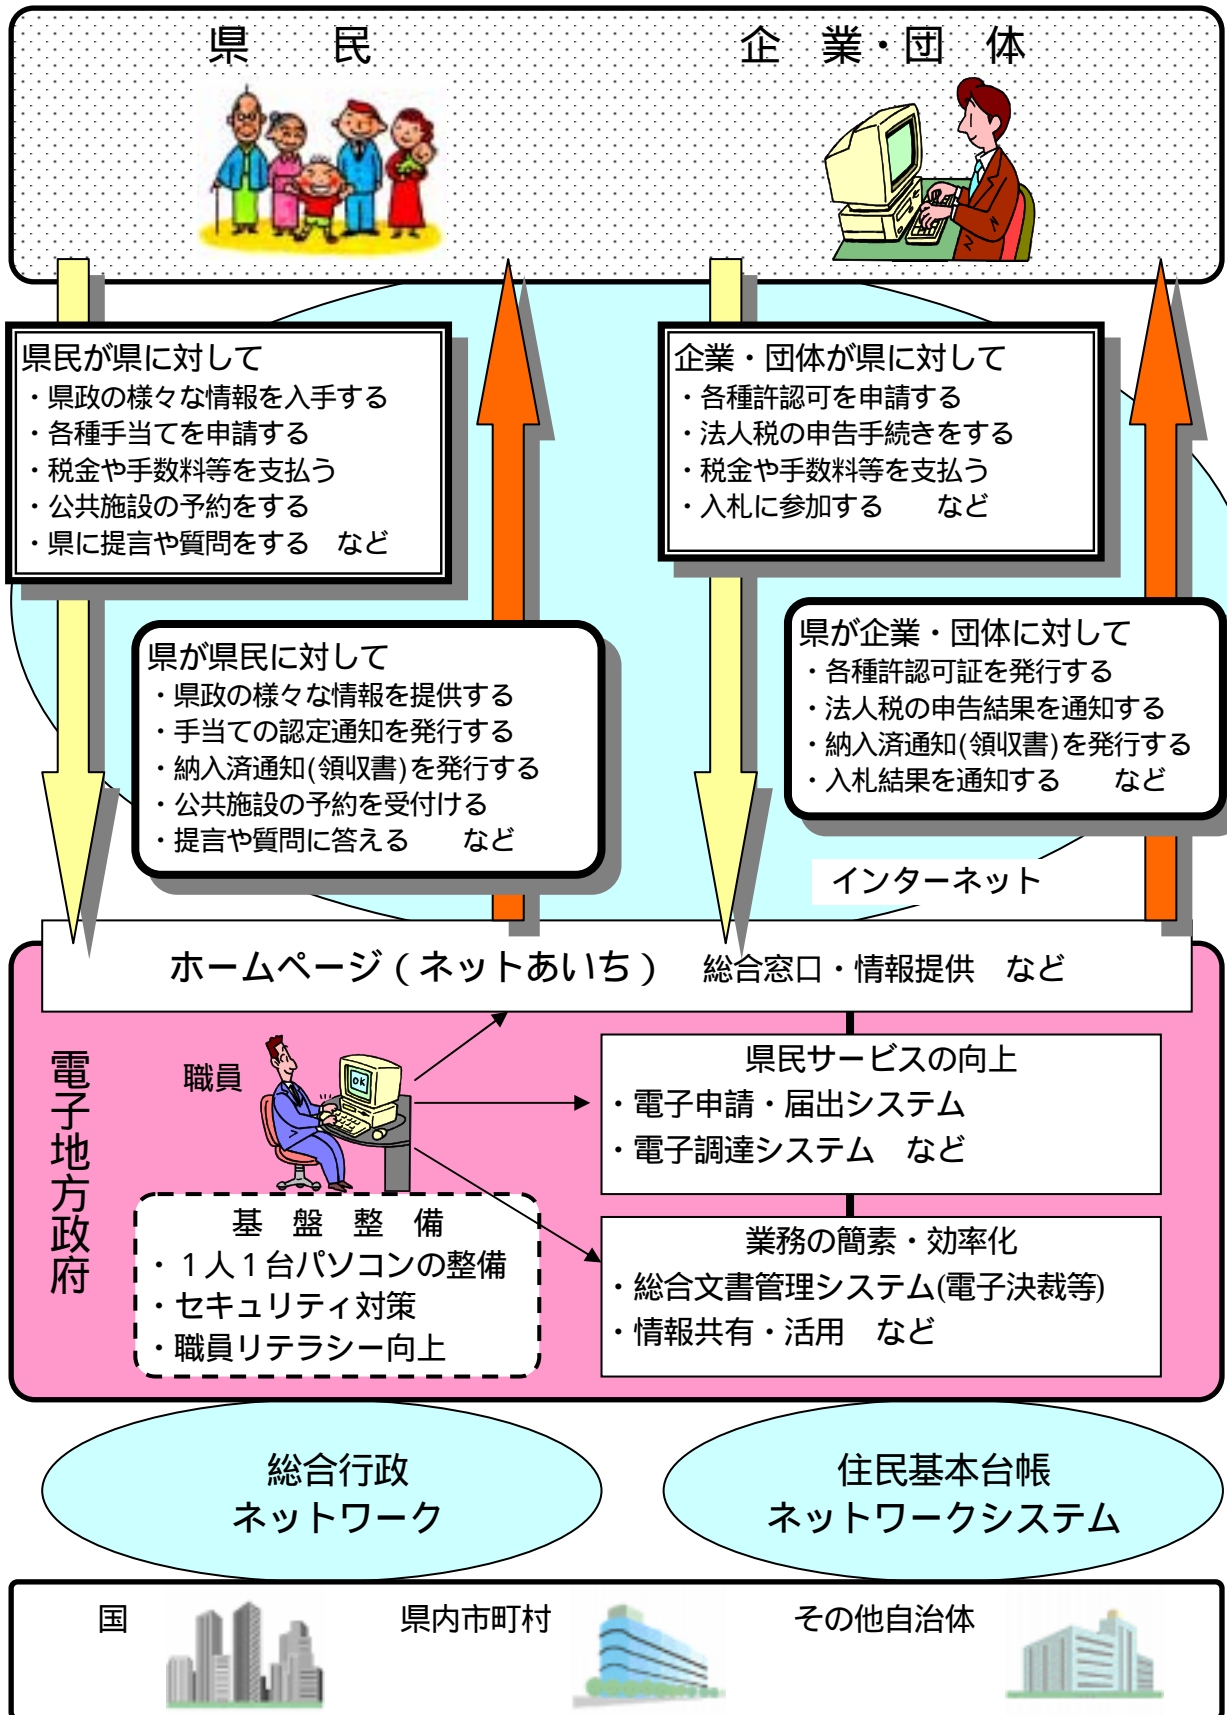 県　民
企　業・団　体
県民が県に対して
・県政の様々な情報を入手する
・各種手当てを申請する
・税金や手数料等を支払う
・公共施設の予約をする
・県に提言や質問をする　など
企業・団体が県に対して
・各種許認可を申請する
・法人税の申告手続きをする
・税金や手数料等を支払う
・入札に参加する　　など
県が県民に対して
・県政の様々な情報を提供する
・手当ての認定通知を発行する
・納入済通知(領収書)を発行する
・公共施設の予約を受付ける
・提言や質問に答える　　など
県が企業・団体に対して
・各種許認可証を発行する
・法人税の申告結果を通知する
・納入済通知(領収書)を発行する
・入札結果を通知する　　など
インターネット
ホームページ（ネットあいち）　総合窓口・情報提供　など
電子地方政府
職員
OK
県民サービスの向上
・電子申請・届出システム
・電子調達システム　など
基　盤　整　備
・１人１台パソコンの整備
・セキュリティ対策
・職員リテラシー向上
業務の簡素・効率化
・総合文書管理システム(電子決裁等)
・情報共有・活用　など
総合行政
ネットワーク
住民基本台帳
ネットワークシステム
国
県内市町村
その他自治体